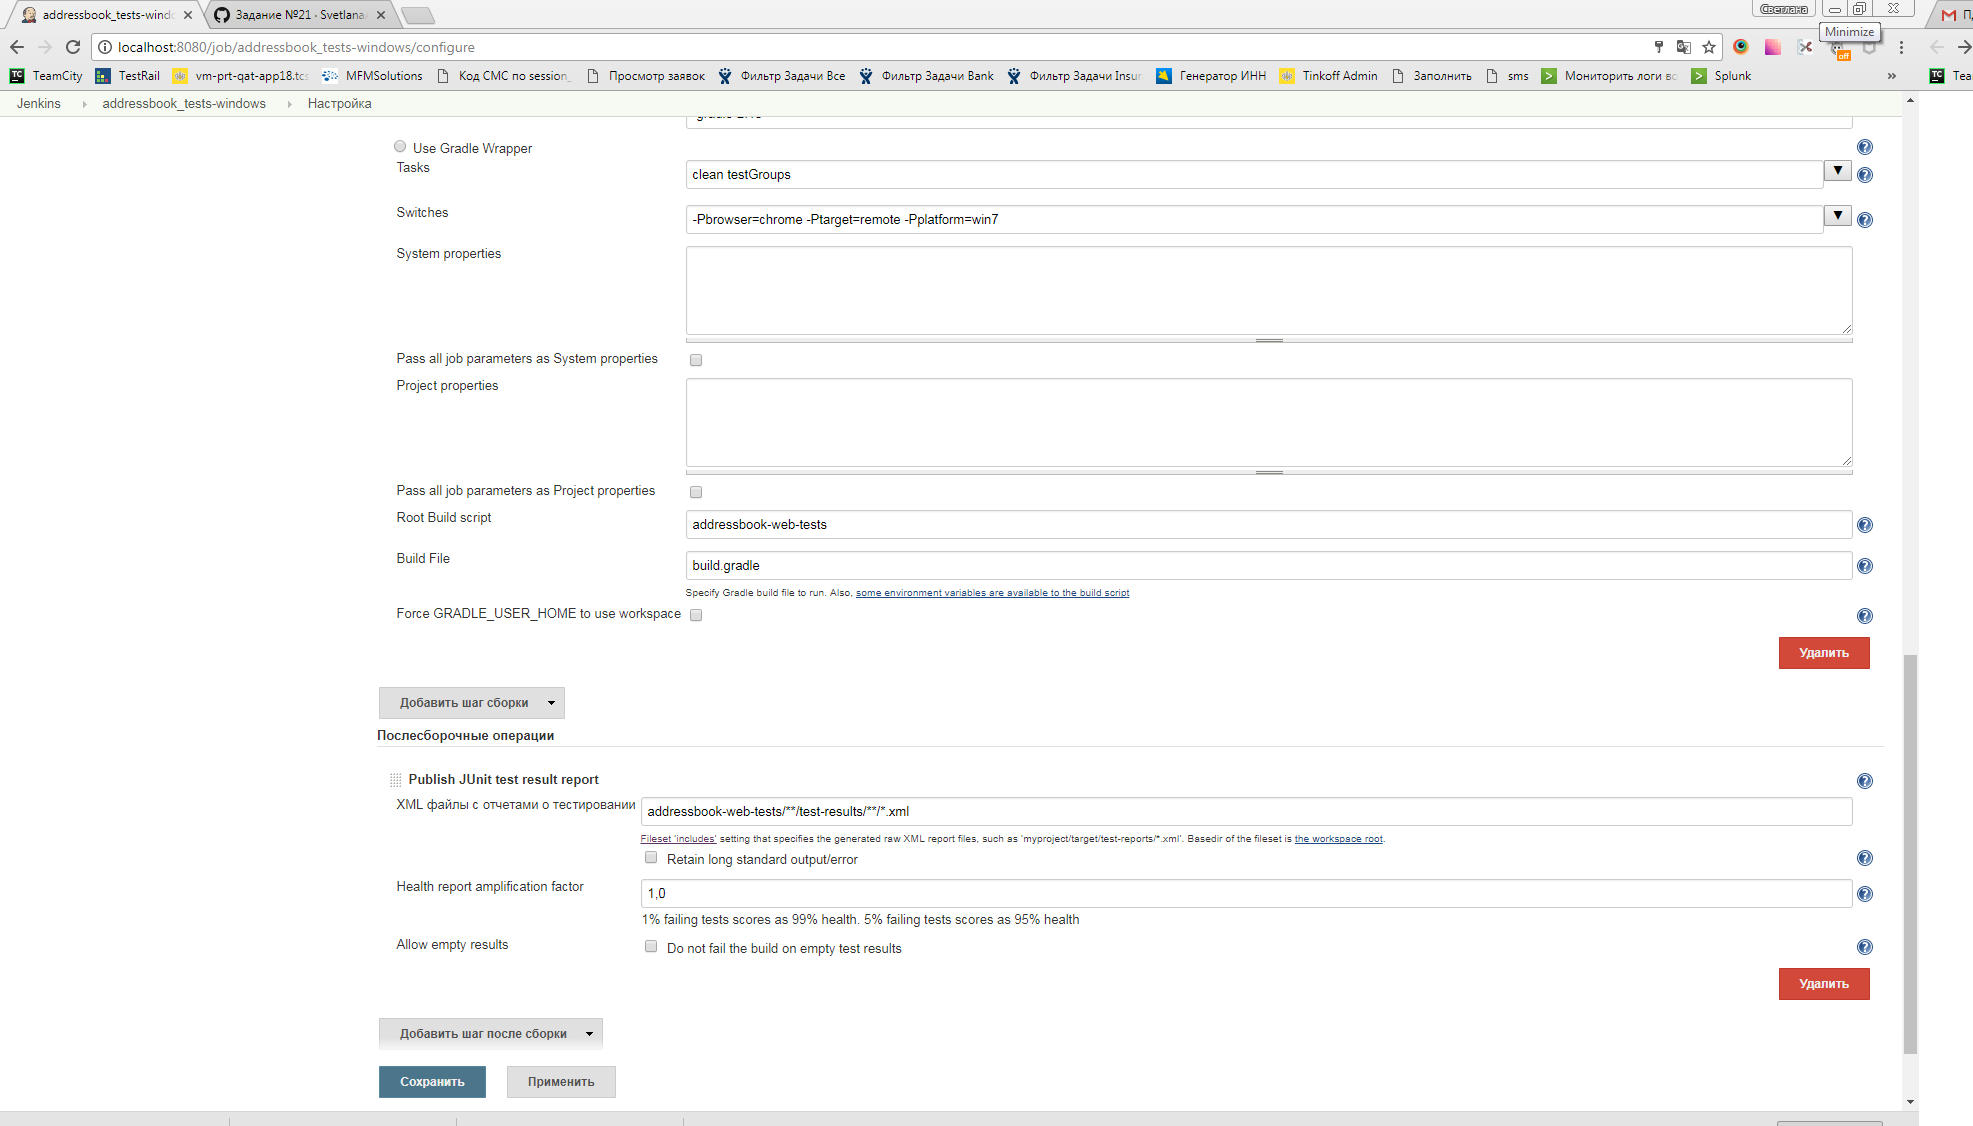 addressbook_tests-windo
Задание №21 · Svetlana
Светлана
Minimize
localhost:8080/job/addressbook_tests-windows/configure
off
TeamCity
TestRail
vm-prt-qat-app18.tcs
MFMSolutions
Код СМС по session_
Просмотр заявок
Фильтр Задачи Все
Фильтр Задачи Bank
Фильтр Задачи Insur
Генератор ИНН
Tinkoff Admin
Заполнить
sms
Мониторить логи вс
Splunk
»
Tea
Jenkins
addressbook_tests-windows
Настройка
Use Gradle Wrapper
Tasks
clean testGroups
Switches
-Pbrowser=chrome -Ptarget=remote -Pplatform=win7
System properties
Pass all job parameters as System properties
Project properties
Pass all job parameters as Project properties
Root Build script
addressbook-web-tests
Build File
build.gradle
Specify Gradle build file to run. Also, some environment variables are available to the build script
Force GRADLE_USER_HOME to use workspace
Удалить
Добавить шаг сборки
Послесборочные операции
Publish JUnit test result report
XML файлы с отчетами о тестировании
addressbook-web-tests/**/test-results/**/*.xml
Fileset 'includes' setting that specifies the generated raw XML report files, such as 'myproject/target/test-reports/*.xml'. Basedir of the fileset is the workspace root.
Retain long standard output/error
Health report amplification factor
1,0
1% failing tests scores as 99% health. 5% failing tests scores as 95% health
Allow empty results
Do not fail the build on empty test results
Удалить
Добавить шаг после сборки
Сохранить
Применить